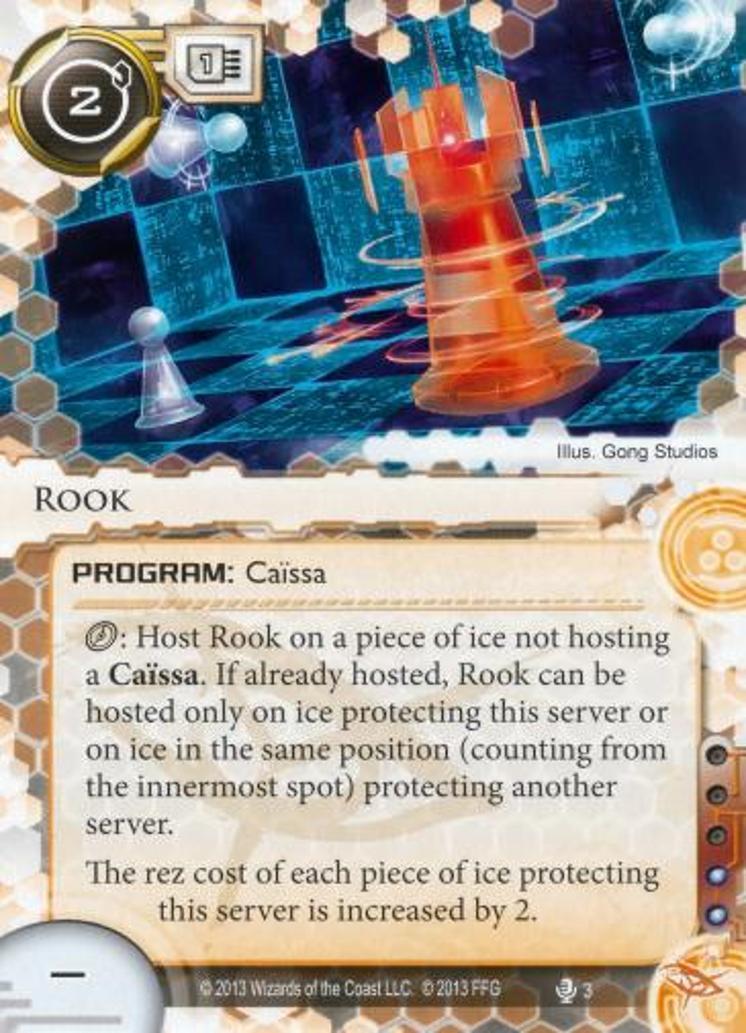 2
1
Illus. Gong Studios
ROOK
PROGRAM: Caïssa
: Host Rook on a piece of ice not hosting
a Caïssa. If already hosted, Rook can be
hosted only on ice protecting this server or
on ice in the same position (counting from
the innermost spot) protecting another
server.
The rez cost of each piece of ice protecting
this server is increased by 2.
–
© 2013 Wizards of the Coast LLC. © 2013 FFG
3